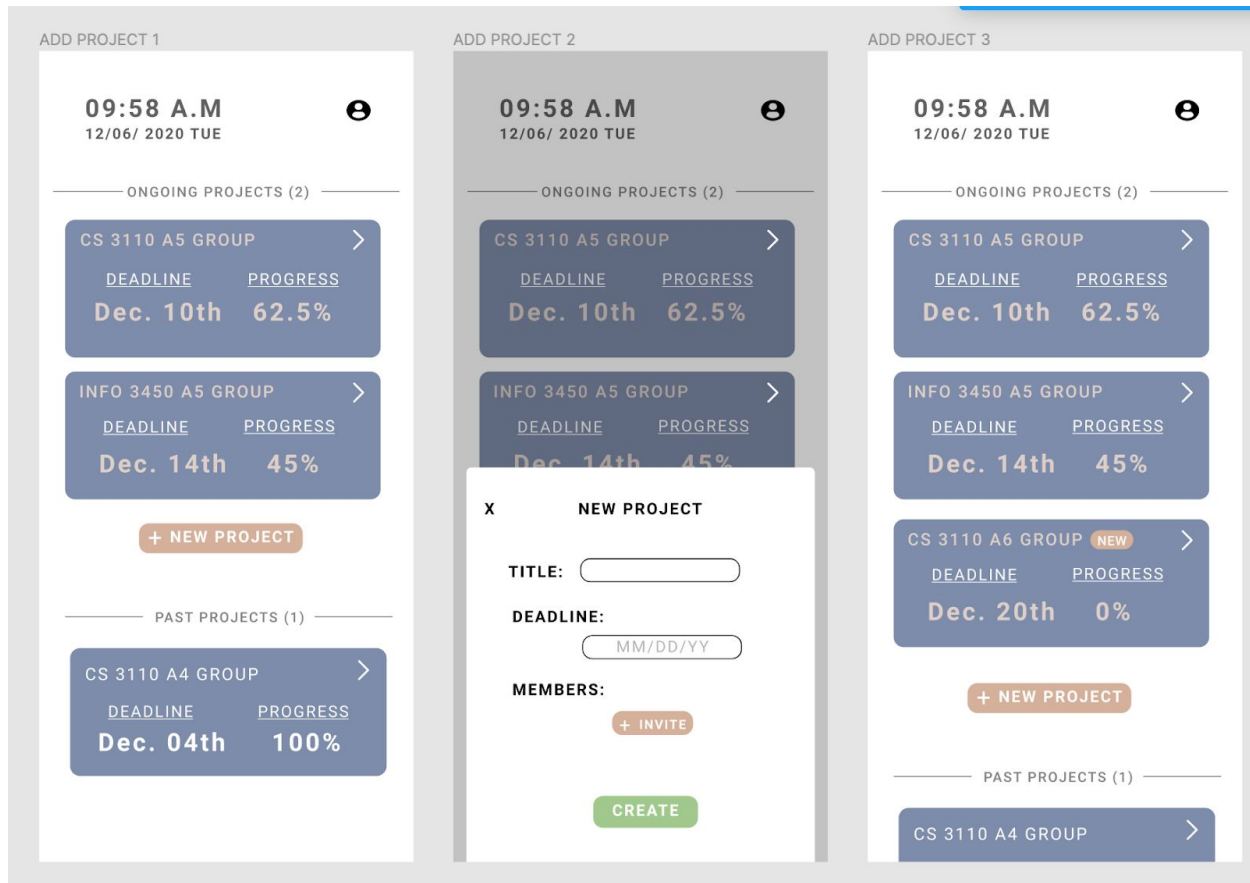 ADD PROJECT 1
09:58 A.M
12/06/ 2020 TUE
ONGOING PROJECTS (2)
CS 3110 A5 GROUP
DEADLINE PROGRESS
Dec. 10th 62.5%
INFO 3450 A5 GROUP
DEADLINE PROGRESS
Dec. 14th 45%
+ NEW PROJECT
PAST PROJECTS (1)
CS 3110 A4 GROUP
DEADLINE PROGRESS
Dec. 04th 100%
ADD PROJECT 2
09:58 A.M
12/06/ 2020 TUE
ONGOING PROJECTS (2)
CS 3110 A5 GROUP
DEADLINE PROGRESS
Dec. 10th 62.5%
INFO 3450 A5 GROUP
DEADLINE PROGRESS
Dec. 14th 45%
X NEW PROJECT
TITLE:
DEADLINE:
MM/DD/YY
MEMBERS:
+ INVITE
CREATE
ADD PROJECT 3
09:58 A.M
12/06/ 2020 TUE
ONGOING PROJECTS (2)
CS 3110 A5 GROUP
DEADLINE PROGRESS
Dec. 10th 62.5%
INFO 3450 A5 GROUP
DEADLINE PROGRESS
Dec. 14th 45%
CS 3110 A6 GROUP NEW
DEADLINE PROGRESS
Dec. 20th 0%
+ NEW PROJECT
PAST PROJECTS (1)
CS 3110 A4 GROUP